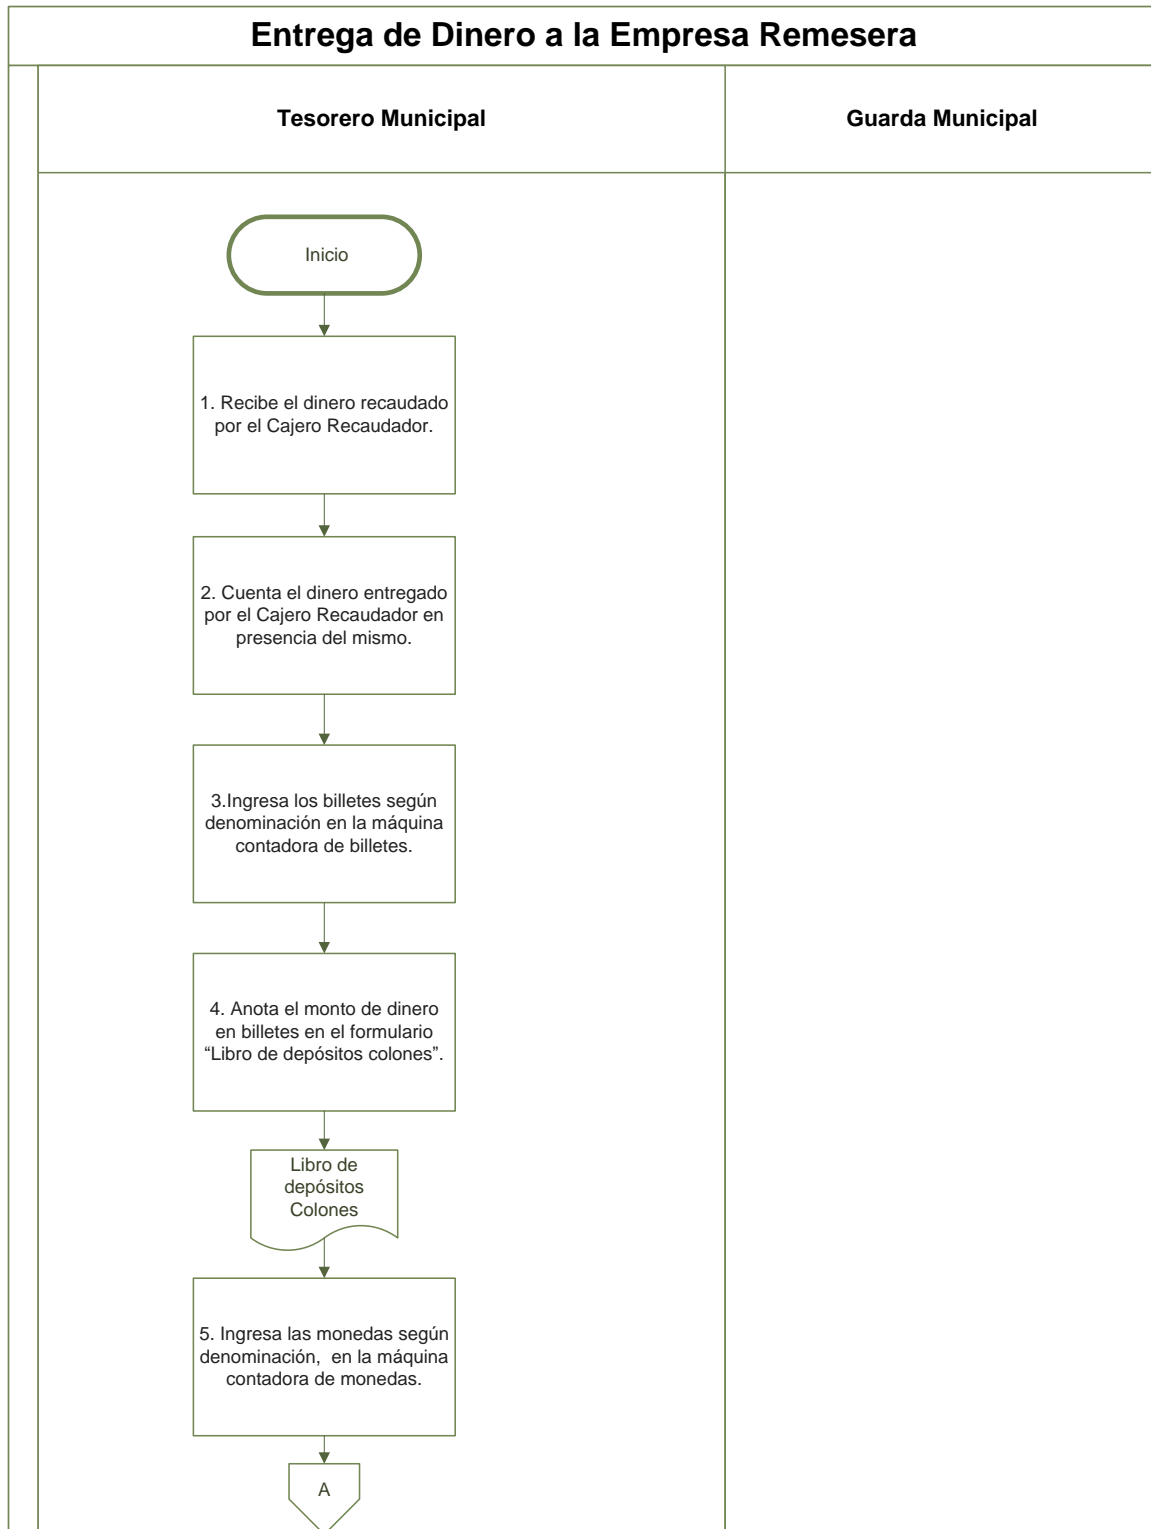 Entrega de Dinero a la Empresa Remesera
Tesorero Municipal
Guarda Municipal
Inicio
1. Recibe el dinero recaudado
por el Cajero Recaudador.
2. Cuenta el dinero entregado
por el Cajero Recaudador en
presencia del mismo.
3.Ingresa los billetes según
denominación en la máquina
contadora de billetes.
4. Anota el monto de dinero
en billetes en el formulario
“Libro de depósitos colones”.
Libro de
depósitos
Colones
5. Ingresa las monedas según
denominación,  en la máquina
contadora de monedas.
A